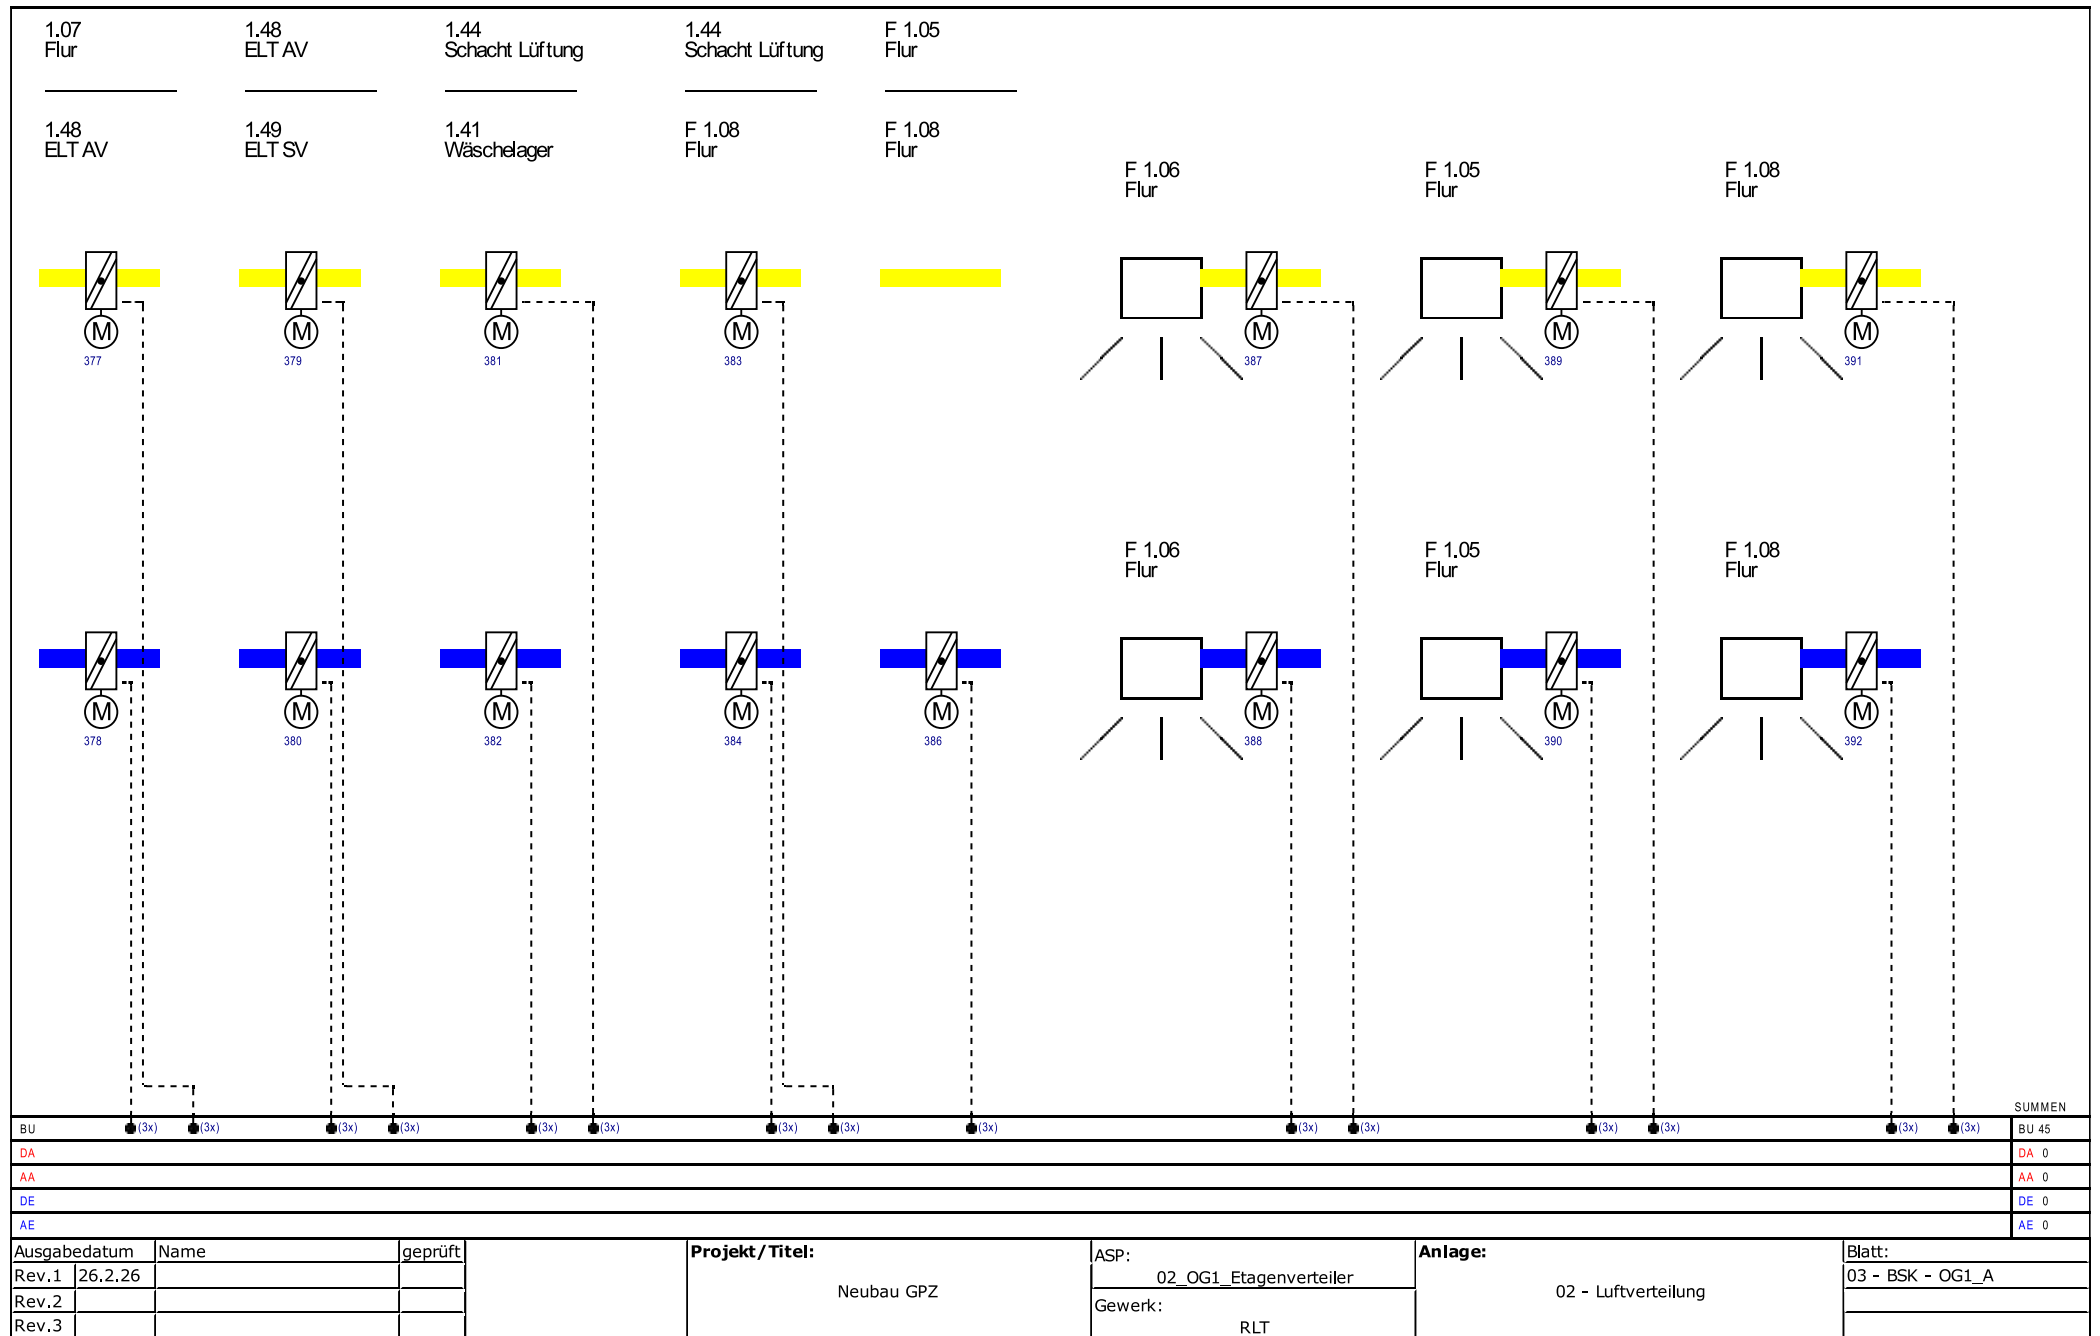 1.07
Flur
1.48
ELT AV
1.44
Schacht Lüftung
1.44
Schacht Lüftung
F 1.05
Flur
1.48
ELT AV
1.49
ELT SV
1.41
Wäschelager
F 1.08
Flur
F 1.08
Flur
F 1.06
Flur
F 1.05
Flur
F 1.08
Flur
M M M M M M M
377 379 381 383 387 389 391
F 1.06
Flur
F 1.05
Flur
F 1.08
Flur
M M M M M M M M
378 380 382 384 386 388 390 392
SUMMEN
BU (3x) (3x) (3x) (3x) (3x) (3x) (3x) (3x) (3x) (3x) (3x) (3x) (3x) (3x) (3x) BU 45
DA DA 0
AA AA 0
DE DE 0
AE AE 0
Ausgabedatum Name geprüft
Rev.1 26.2.26
Rev.2
Rev.3
Projekt/Titel:
Neubau GPZ
ASP:
02_OG1_Etagenverteiler
Gewerk:
RLT
Anlage:
02 - Luftverteilung
Blatt:
03 - BSK - OG1_A